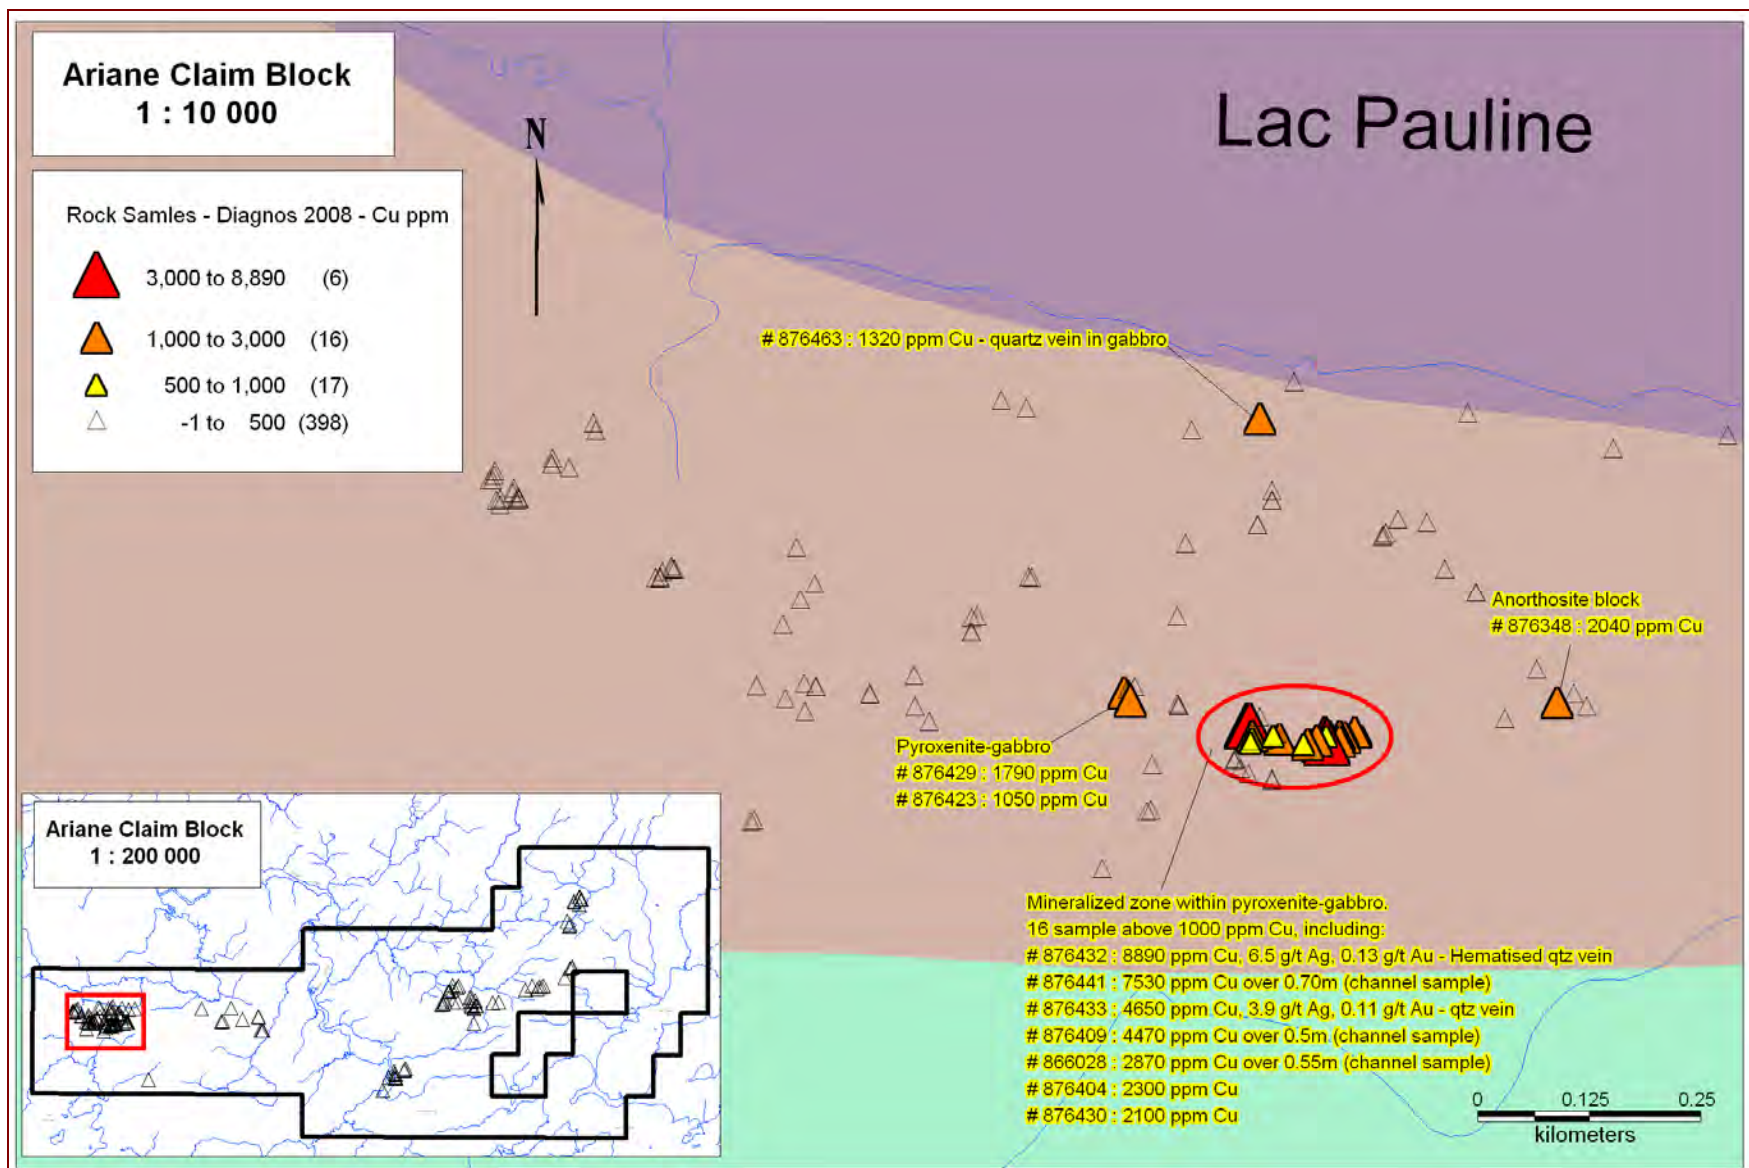 Ariane Claim Block
1 : 10 000
N
Lac Pauline
Rock Samles - Diagnos 2008 - Cu ppm
3,000 to 8,890 (6)
1,000 to 3,000 (16)
500 to 1,000 (17)
-1 to 500 (398)
# 876463 : 1320 ppm Cu - quartz vein in gabbro
Anorthosite block
# 876348 : 2040 ppm Cu
Pyroxenite-gabbro
# 876429 : 1790 ppm Cu
# 876423 : 1050 ppm Cu
Ariane Claim Block
1 : 200 000
Mineralized zone within pyroxenite-gabbro.
16 sample above 1000 ppm Cu, including:
# 876432 : 8890 ppm Cu, 6.5 g/t Ag, 0.13 g/t Au - Hematised qtz vein
# 876441 : 7530 ppm Cu over 0.70m (channel sample)
# 876433 : 4650 ppm Cu, 3.9 g/t Ag, 0.11 g/t Au - qtz vein
# 876409 : 4470 ppm Cu over 0.5m (channel sample)
# 866028 : 2870 ppm Cu over 0.55m (channel sample)
# 876404 : 2300 ppm Cu
# 876430 : 2100 ppm Cu
0 0.125 0.25
kilometers